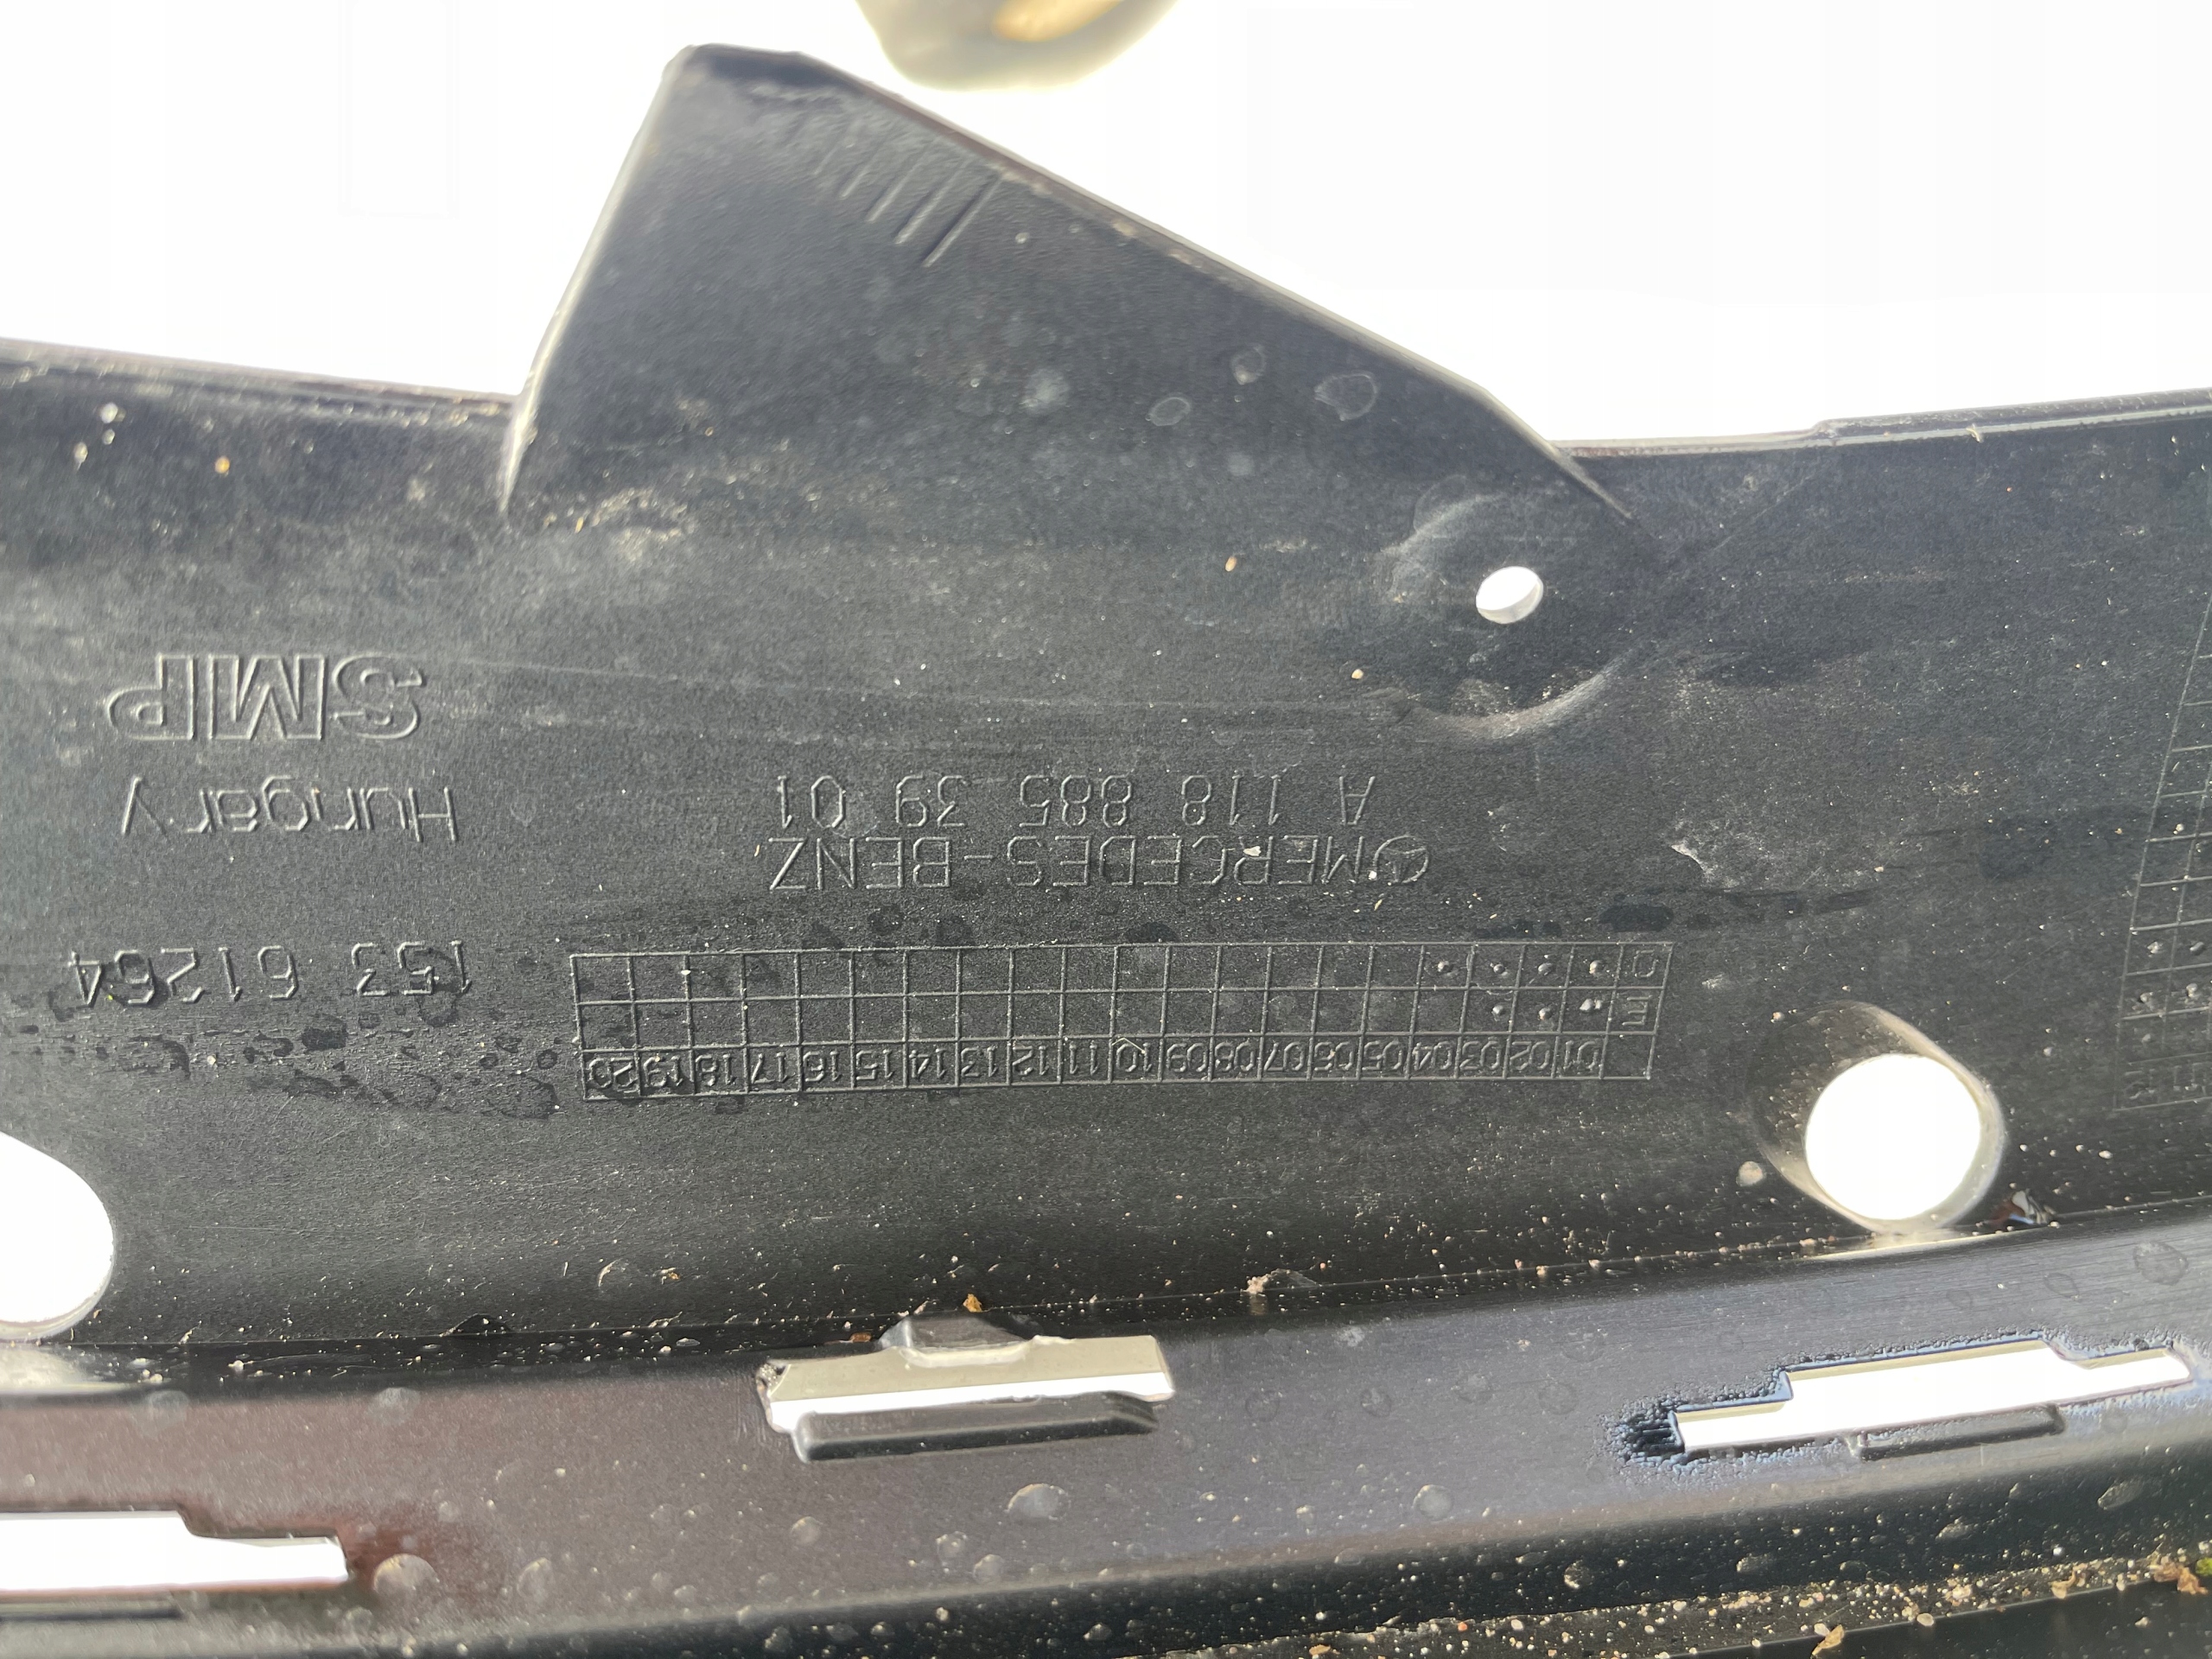 01 02 03 04 05 06 07 08 09 10 11 12 13 14 15 16 17 18 19 20
E
D
153 61264
MERCEDES-BENZ
A 118 885 39 01
Hungary
SMP